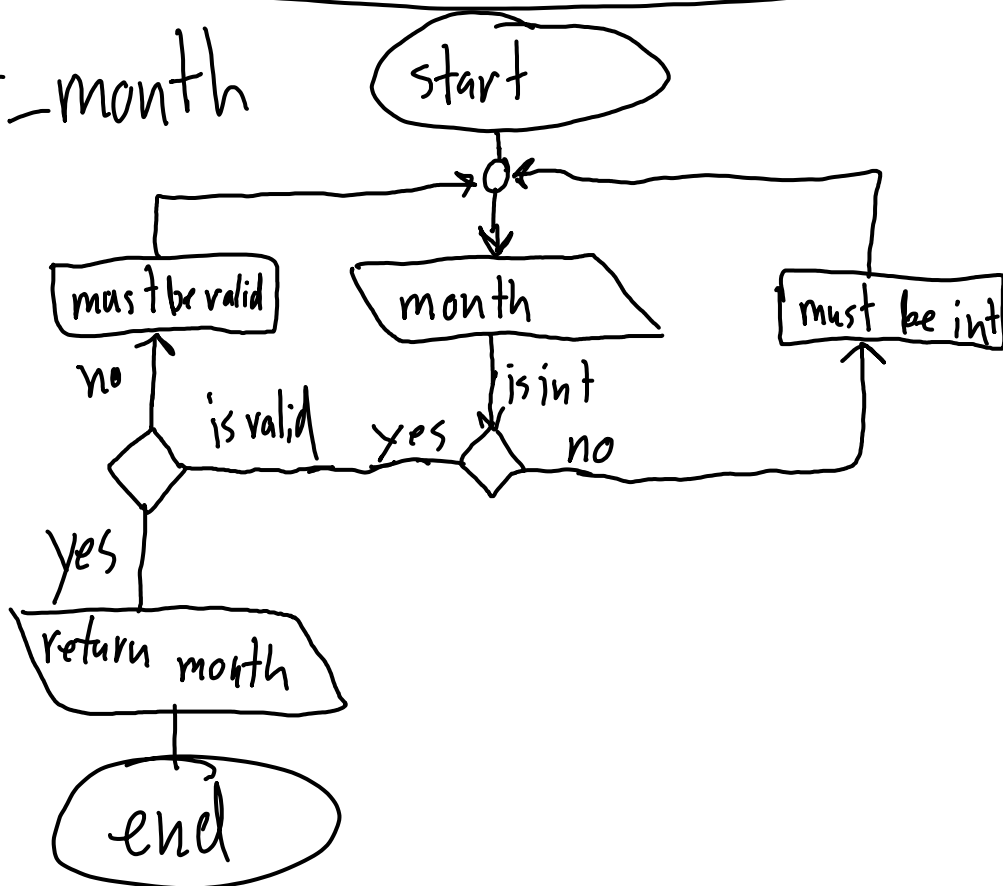 _month
start
must be valid
month
must be int
no
is int
is valid
yes
no
yes
return month
end